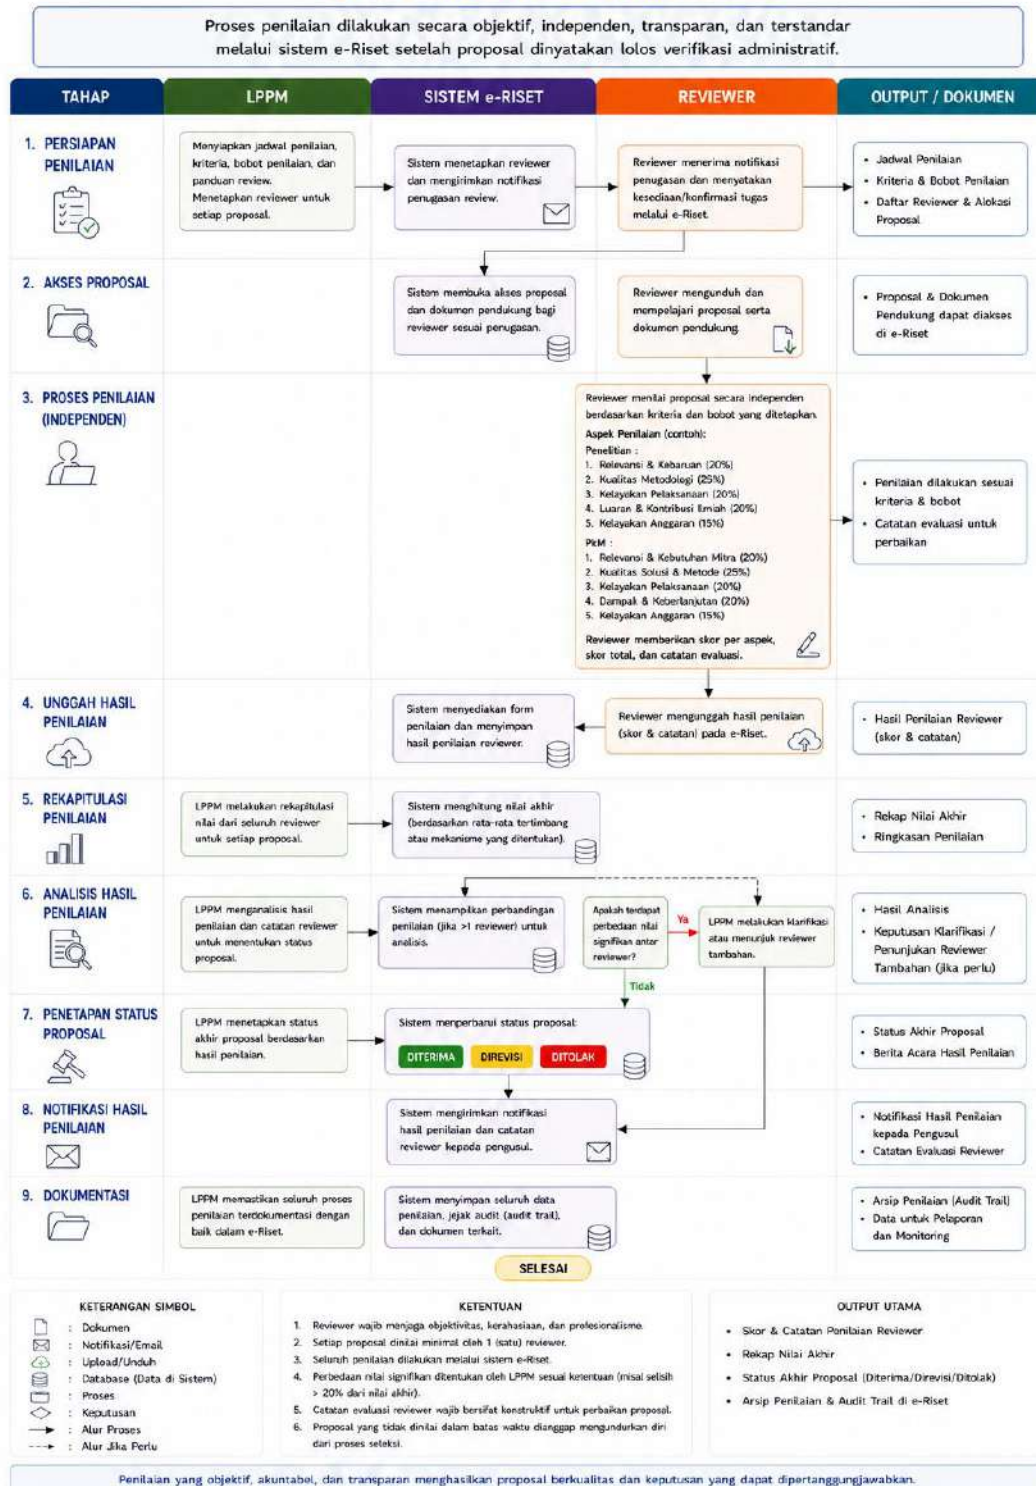 Proses penilaian dilakukan secara objektif, independen, transparan, dan terstandar
melalui sistem e-Riset setelah proposal dinyatakan lolos verifikasi administratif.
TAHAP
LPPM
SISTEM e-RISET
REVIEWER
OUTPUT / DOKUMEN
1. PERSIAPAN
PENILAIAN
Menyiapkan jadwal penilaian,
kriteria, bobot penilaian, dan
panduan review.
Menetapkan reviewer untuk
setiap proposal.
Sistem menetapkan reviewer
dan mengirimkan notifikasi
penugasan review.
Reviewer menerima notifikasi
penugasan dan menyatakan
kesediaan/konfirmasi tugas
melalui e-Riset.
• Jadwal Penilaian
• Kriteria & Bobot Penilaian
• Daftar Reviewer & Alokasi
Proposal
2. AKSES PROPOSAL
Sistem membuka akses proposal
dan dokumen pendukung bagi
reviewer sesuai penugasan.
Reviewer mengunduh dan
mempelajari proposal serta
dokumen pendukung.
• Proposal & Dokumen
Pendukung dapat diakses
di e-Riset
3. PROSES PENILAIAN
(INDEPENDEN)
Reviewer menilai proposal secara independen
berdasarkan kriteria dan bobot yang ditetapkan.
Aspek Penilaian (contoh):
Penelitian :
1. Relevansi & Kebaruan (20%)
2. Kualitas Metodologi (25%)
3. Kelayakan Pelaksanaan (20%)
4. Luaran & Kontribusi Ilmiah (20%)
5. Kelayakan Anggaran (15%)
PkM :
1. Relevansi & Kebutuhan Mitra (20%)
2. Kualitas Solusi & Metode (25%)
3. Kelayakan Pelaksanaan (20%)
4. Dampak & Keberlanjutan (20%)
5. Kelayakan Anggaran (15%)
Reviewer memberikan skor per aspek,
skor total, dan catatan evaluasi.
• Penilaian dilakukan sesuai
kriteria & bobot
• Catatan evaluasi untuk
perbaikan
4. UNGGAH HASIL
PENILAIAN
Sistem menyediakan form
penilaian dan menyimpan
hasil penilaian reviewer.
Reviewer mengunggah hasil penilaian
(skor & catatan) pada e-Riset.
• Hasil Penilaian Reviewer
(skor & catatan)
5. REKAPITULASI
PENILAIAN
LPPM melakukan rekapitulasi
nilai dari seluruh reviewer
untuk setiap proposal.
Sistem menghitung nilai akhir
(berdasarkan rata-rata tertimbang
atau mekanisme yang ditentukan).
• Rekap Nilai Akhir
• Ringkasan Penilaian
6. ANALISIS HASIL
PENILAIAN
LPPM menganalisis hasil
penilaian dan catatan reviewer
untuk menentukan status
proposal.
Sistem menampilkan perbandingan
penilaian (jika >1 reviewer) untuk
analisis.
Apakah terdapat
perbedaan nilai
signifikan antar
reviewer?
Ya
LPPM melakukan klarifikasi
atau menunjuk reviewer
tambahan.
• Hasil Analisis
• Keputusan Klarifikasi /
Penunjukan Reviewer
Tambahan (jika perlu)
Tidak
7. PENETAPAN STATUS
PROPOSAL
LPPM menetapkan status
akhir proposal berdasarkan
hasil penilaian.
Sistem menperbarui status proposal:
DITERIMA
DIREVISI
DITOLAK
• Status Akhir Proposal
• Berita Acara Hasil Penilaian
8. NOTIFIKASI HASIL
PENILAIAN
Sistem mengirimkan notifikasi
hasil penilaian dan catatan
reviewer kepada pengusul.
• Notifikasi Hasil Penilaian
kepada Pengusul
• Catatan Evaluasi Reviewer
9. DOKUMENTASI
LPPM memastikan seluruh proses
penilaian terdokumentasi dengan
baik dalam e-Riset.
Sistem menyimpan seluruh data
penilaian, jejak audit (audit trail),
dan dokumen terkait.
• Arsip Penilaian (Audit Trail)
• Data untuk Pelaporan
dan Monitoring
SELESAI
KETERANGAN SIMBOL
: Dokumen
: Notifikasi/Email
: Upload/Unduh
: Database (Data di Sistem)
: Proses
: Keputusan
: Alur Proses
: Alur Jika Perlu
KETENTUAN
1. Reviewer wajib menjaga objektivitas, kerahasiaan, dan profesionalisme.
2. Setiap proposal dinilai minimal oleh 1 (satu) reviewer.
3. Seluruh penilaian dilakukan melalui sistem e-Riset.
4. Perbedaan nilai signifikan ditentukan oleh LPPM sesuai ketentuan (misal selisih
> 20% dari nilai akhir).
5. Catatan evaluasi reviewer wajib bersifat konstruktif untuk perbaikan proposal.
6. Proposal yang tidak dinilai dalam batas waktu dianggap mengundurkan diri
dari proses seleksi.
OUTPUT UTAMA
• Skor & Catatan Penilaian Reviewer
• Rekap Nilai Akhir
• Status Akhir Proposal (Diterima/Direvisi/Ditolak)
• Arsip Penilaian & Audit Trail di e-Riset
Penilaian yang objektif, akuntabel, dan transparan menghasilkan proposal berkualitas dan keputusan yang dapat dipertanggungjawabkan.